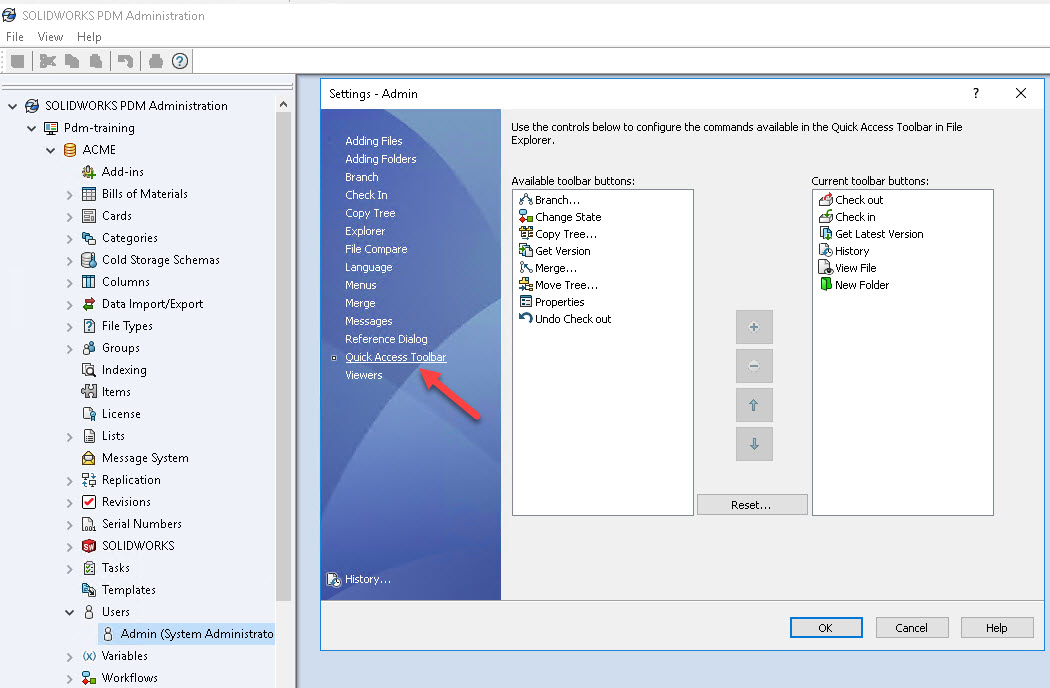 SOLIDWORKS PDM Administration
File View Help
SOLIDWORKS PDM Administration
Pdm-training
ACME
Add-ins
Bills of Materials
Cards
Categories
Cold Storage Schemas
Columns
Data Import/Export
File Types
Groups
Indexing
Items
License
Lists
Message System
Replication
Revisions
Serial Numbers
SOLIDWORKS
Tasks
Templates
Users
Admin (System Administrato
Variables
Workflows
Settings - Admin
Adding Files
Adding Folders
Branch
Check In
Copy Tree
Explorer
File Compare
Language
Menus
Merge
Messages
Reference Dialog
Quick Access Toolbar
Viewers
History...
Use the controls below to configure the commands available in the Quick Access Toolbar in File
Explorer.
Available toolbar buttons:
Branch...
Change State
Copy Tree...
Get Version
Merge...
Move Tree...
Properties
Undo Check out
Reset...
Current toolbar buttons:
Check out
Check in
Get Latest Version
History
View File
New Folder
OK Cancel Help